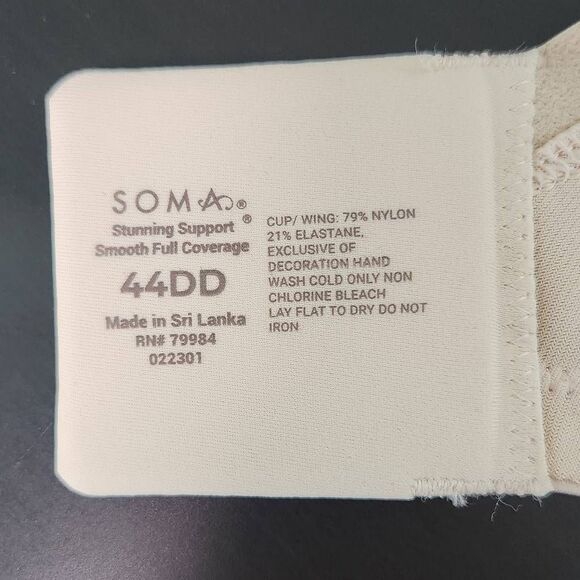 SOMA®
Stunning Support®
Smooth Full Coverage
44DD
Made in Sri Lanka
RN# 79984
022301
CUP/ WING: 79% NYLON
21% ELASTANE,
EXCLUSIVE OF
DECORATION HAND
WASH COLD ONLY NON
CHLORINE BLEACH
LAY FLAT TO DRY DO NOT
IRON